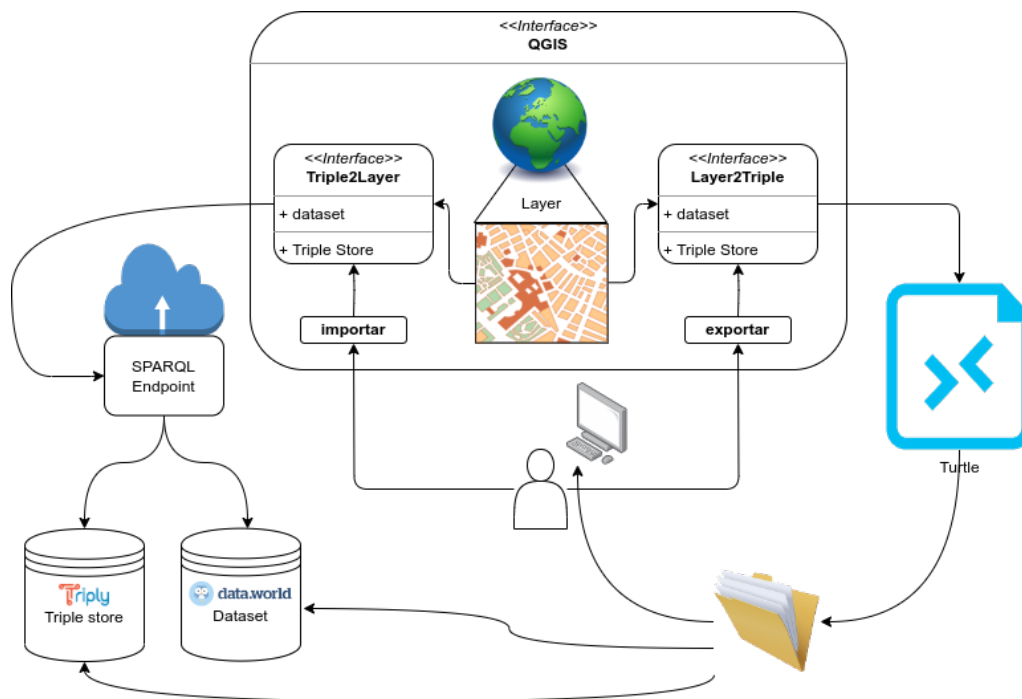 <<Interface>>
QGIS
<<Interface>>
Triple2Layer
+ dataset
+ Triple Store
Layer
<<Interface>>
Layer2Triple
+ dataset
+ Triple Store
importar
exportar
SPARQL
Endpoint
Turtle
Triply
Triple store
data.world
Dataset